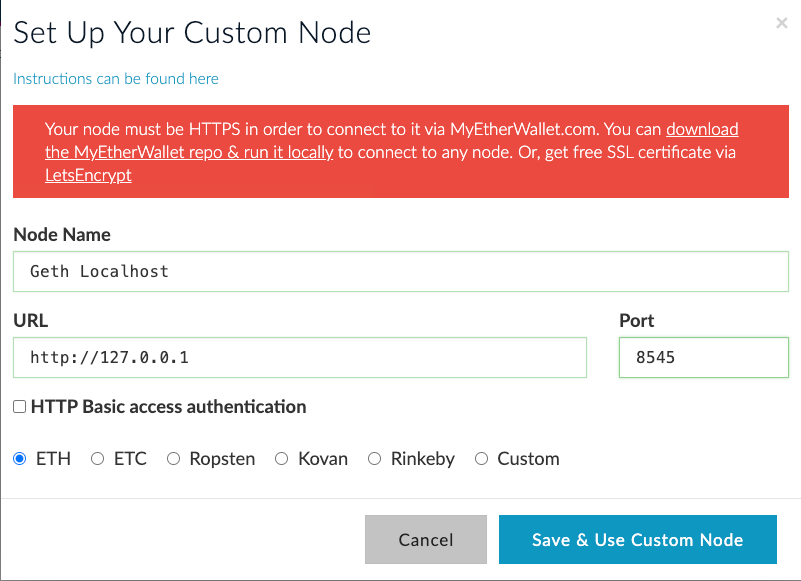 Set Up Your Custom Node
×
Instructions can be found here
Your node must be HTTPS in order to connect to it via MyEtherWallet.com. You can download
the MyEtherWallet repo & run it locally to connect to any node. Or, get free SSL certificate via
LetsEncrypt
Node Name
Geth Localhost
URL
Port
http://127.0.0.1
8545
HTTP Basic access authentication
ETH ETC Ropsten Kovan Rinkeby Custom
Cancel
Save & Use Custom Node